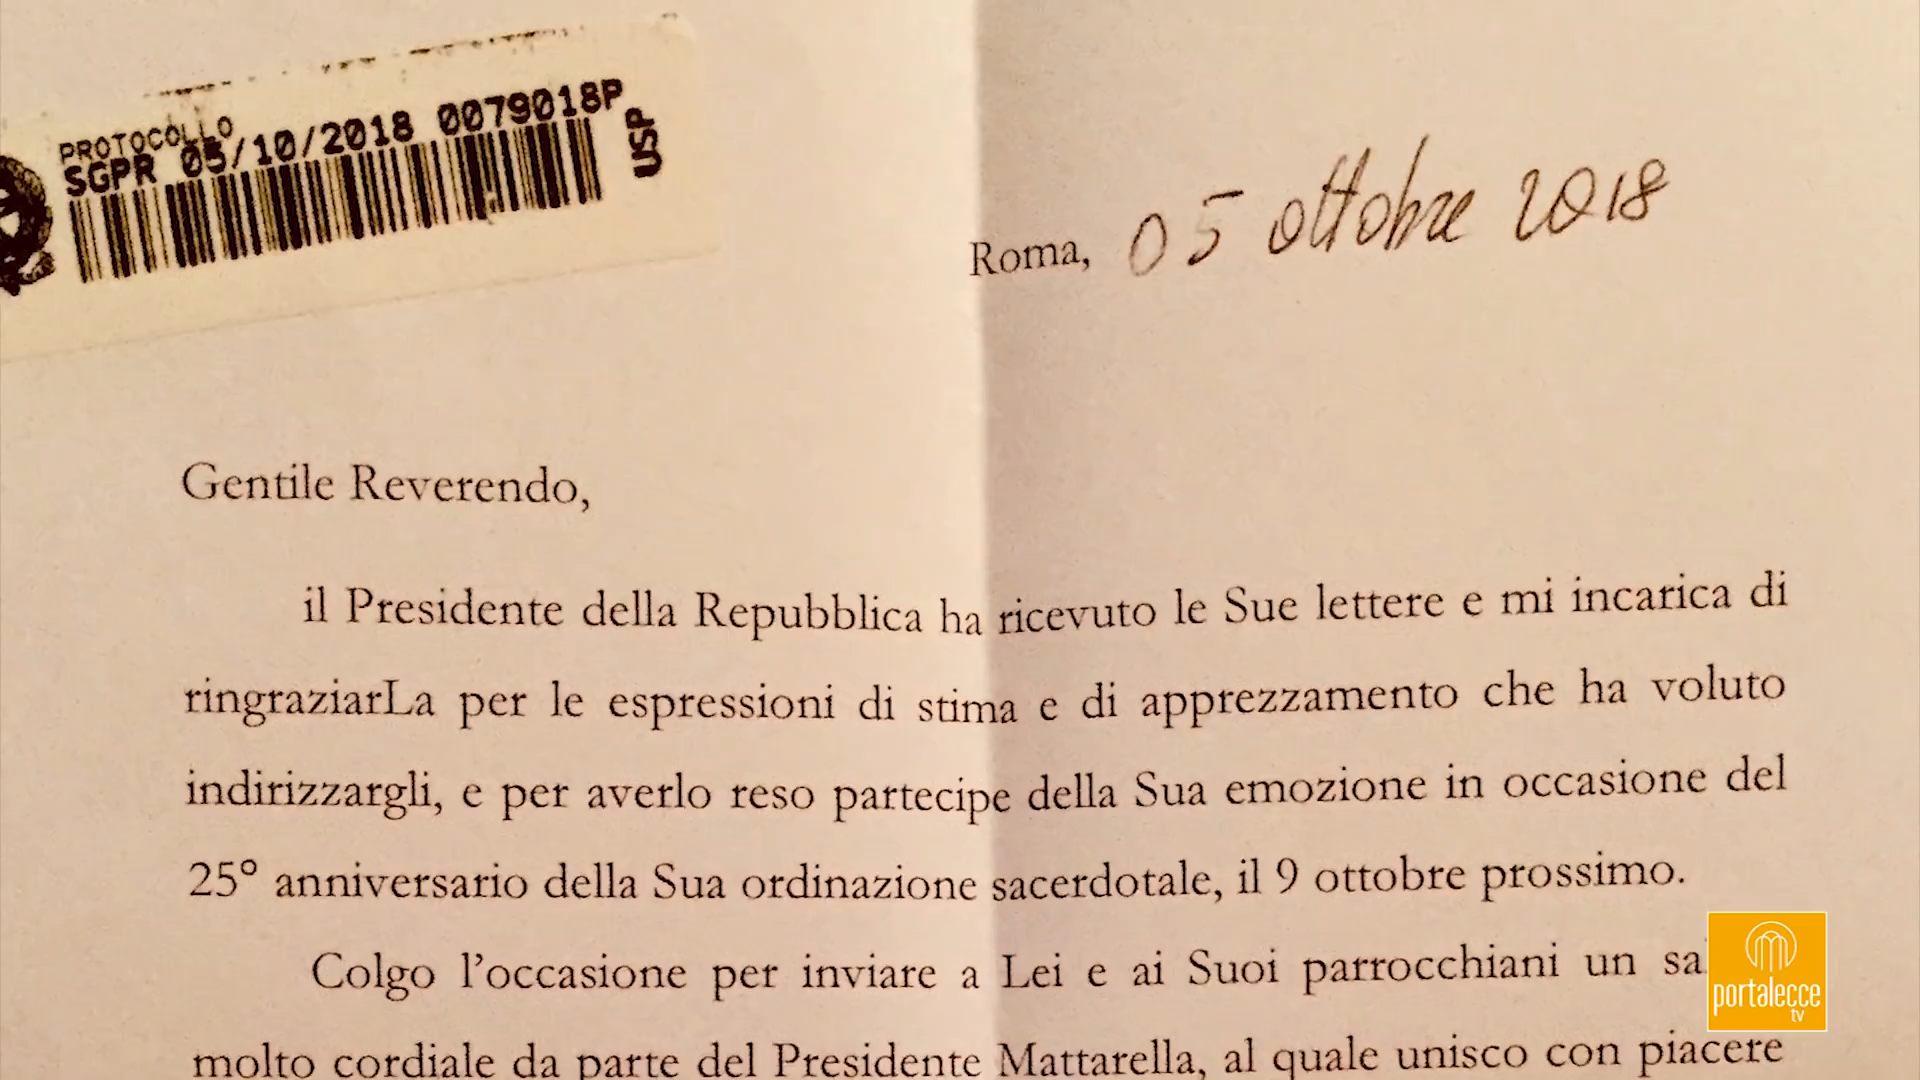 PROTOCOLLO
SGPR 05/10/2018 0079018P
USP
Roma, 05 ottobre 2018
Gentile Reverendo,
il Presidente della Repubblica ha ricevuto le Sue lettere e mi incarica di
ringraziarLa per le espressioni di stima e di apprezzamento che ha voluto
indirizzargli, e per averlo reso partecipe della Sua emozione in occasione del
25° anniversario della Sua ordinazione sacerdotale, il 9 ottobre prossimo.
Colgo l'occasione per inviare a Lei e ai Suoi parrocchiani un
molto cordiale da parte del Presidente Mattarella, al quale unisco con piacere
portalecce
tv